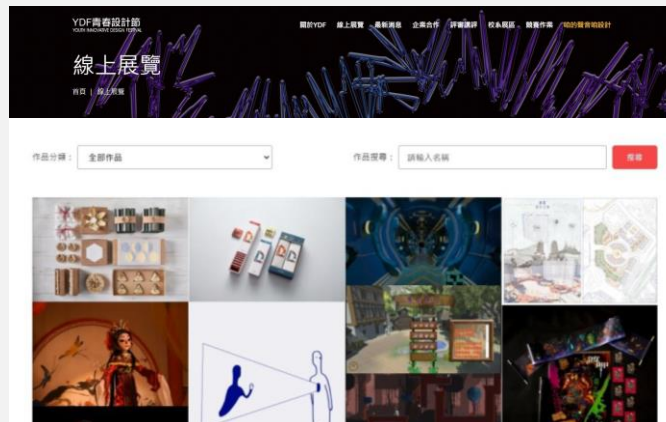 YDF青春設計節
YOUTH INNOVATIVE DESIGN FESTIVAL
關於YDF 線上展覽 最新消息 企業合作 評審講評 校系展區 競賽作業
線上展覽
首頁 | 線上展覽
作品分類： 全部作品
作品搜尋： 請輸入名稱 搜尋